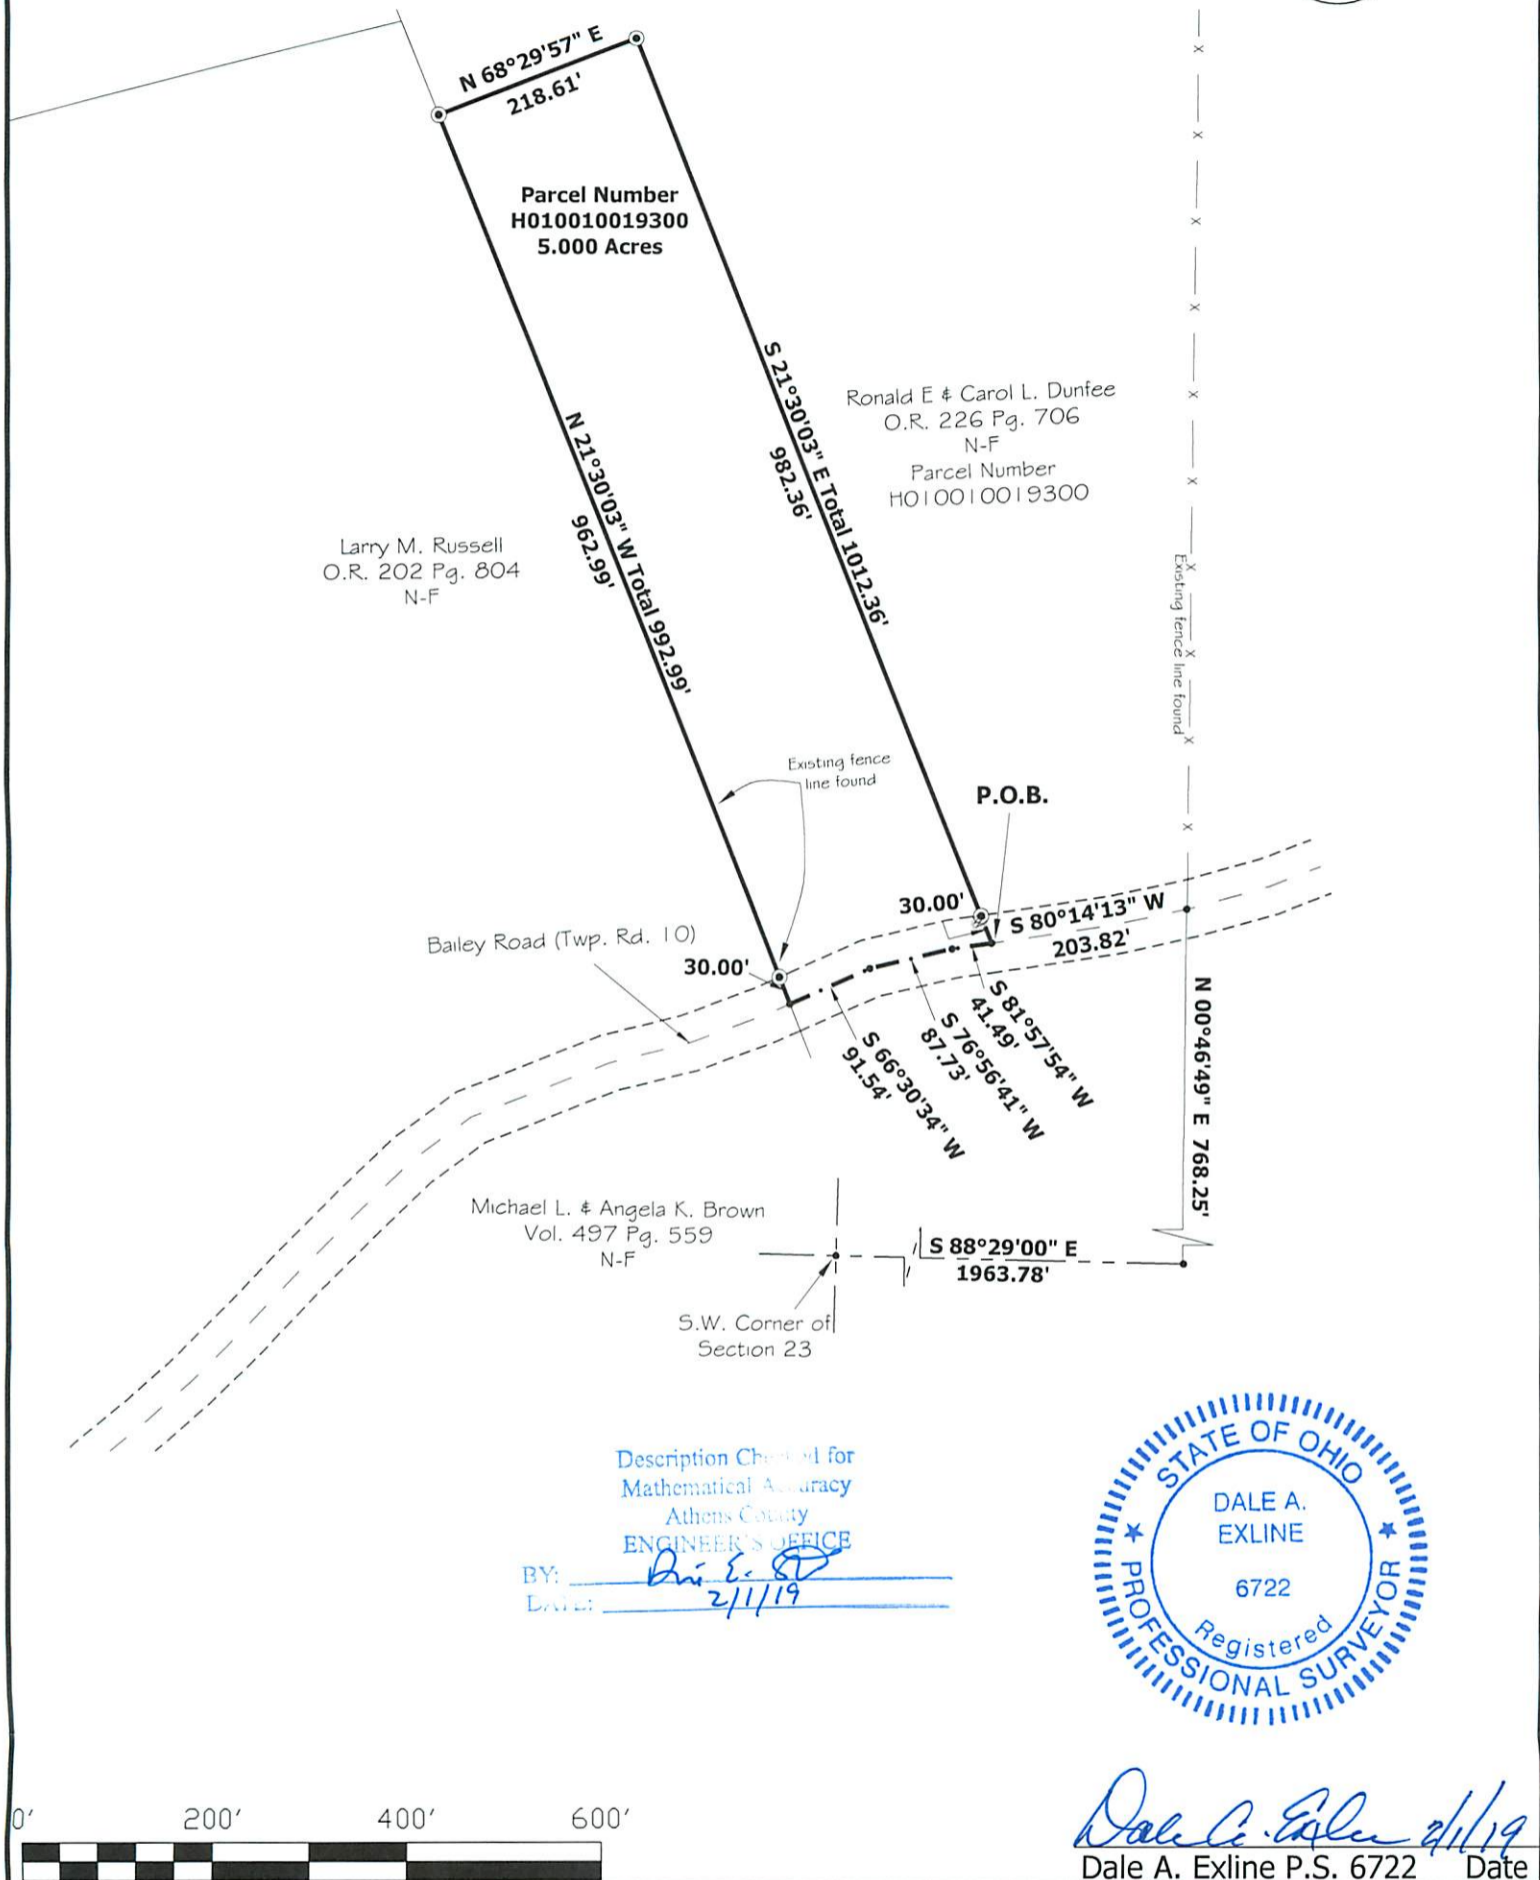 N 68°29'57" E
218.61'
Parcel Number
H010010019300
5.000 Acres
S 21°30'03" E Total 1012.36'
982.36'
Ronald E & Carol L. Dunfee
O.R. 226 Pg. 706
N-F
Parcel Number
H010010019300
N 21°30'03" W Total 992.99'
962.99'
Larry M. Russell
O.R. 202 Pg. 804
N-F
Existing fence line found
Existing fence
line found
P.O.B.
30.00'
S 80°14'13" W
203.82'
Bailey Road (Twp. Rd. 10)
30.00'
S 81°57'54" W
41.49'
S 76°56'41" W
87.73'
S 66°30'34" W
91.54'
N 00°46'49" E 768.25'
Michael L. & Angela K. Brown
Vol. 497 Pg. 559
N-F
S 88°29'00" E
1963.78'
S.W. Corner of
Section 23
Description for
Mathematical
Athens County
ENGINEER'S OFFICE
BY:
DATE: 2/1/19
STATE OF OHIO
DALE A.
EXLINE
6722
Registered
PROFESSIONAL SURVEYOR
0' 200' 400' 600'
Dale A. Exline 2/1/19
Dale A. Exline P.S. 6722 Date